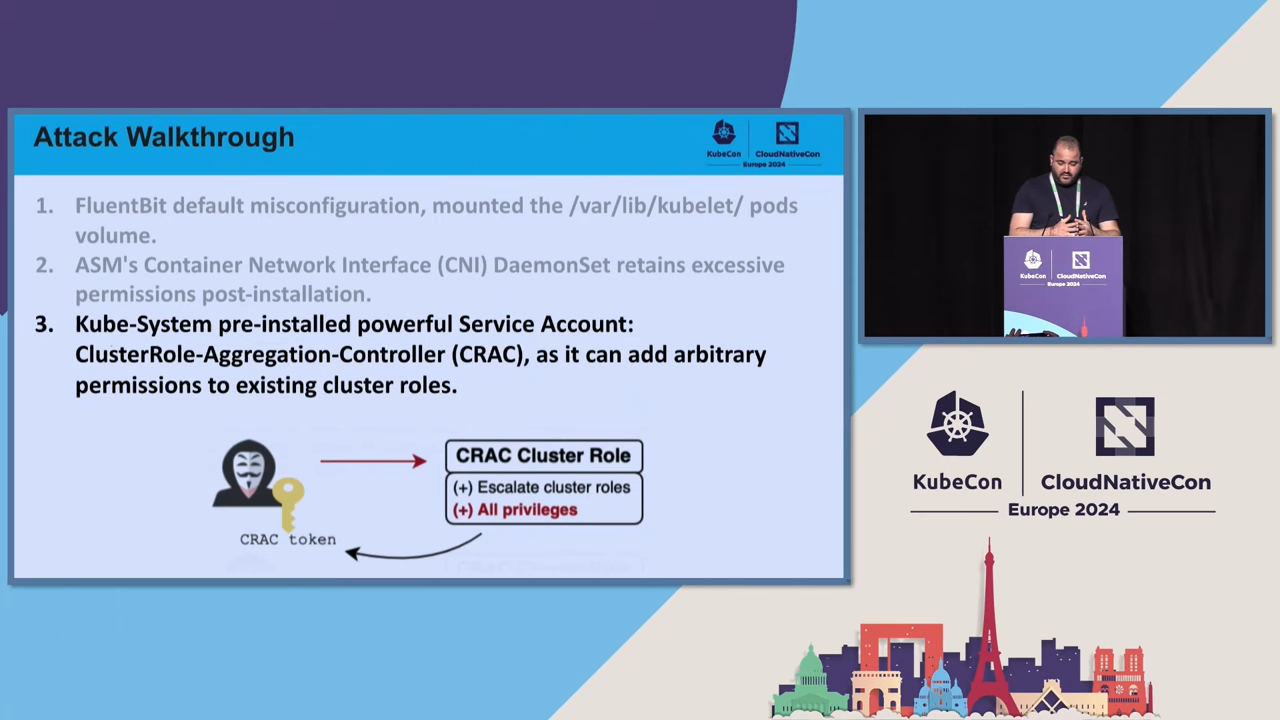 Attack Walkthrough
KubeCon
CloudNativeCon
Europe 2024
1. FluentBit default misconfiguration, mounted the /var/lib/kubelet/ pods
volume.
2. ASM's Container Network Interface (CNI) DaemonSet retains excessive
permissions post-installation.
3. Kube-System pre-installed powerful Service Account:
ClusterRole-Aggregation-Controller (CRAC), as it can add arbitrary
permissions to existing cluster roles.
CRAC Cluster Role
(+) Escalate cluster roles
(+) All privileges
CRAC token
KubeCon
CloudNativeCon
Europe 2024
KubeCon
CloudNativeCon
Europe 2024